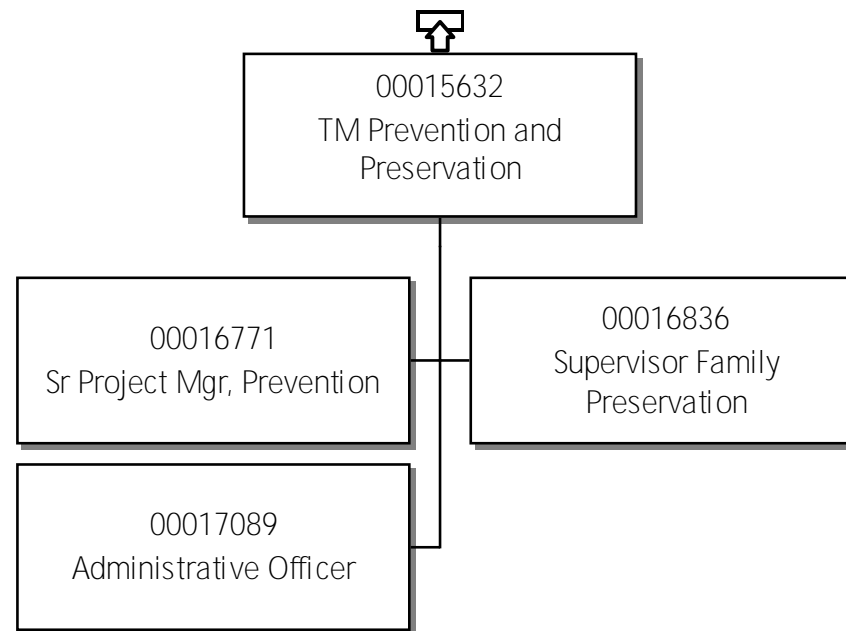 00015632
TM Prevention and
Preservation
00016771
Sr Project Mgr, Prevention
00016836
Supervisor Family
Preservation
00017089
Administrative Officer